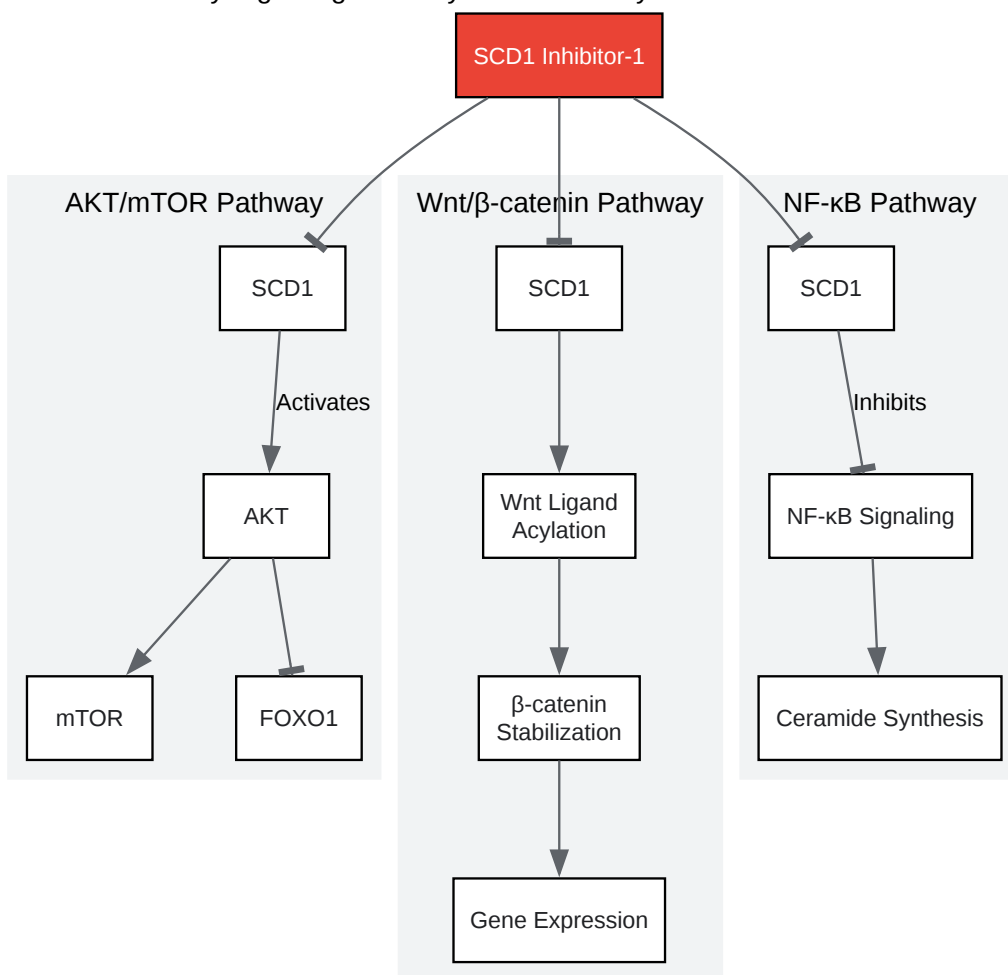 SCD1 Inhibitor-1
AKT/mTOR Pathway
Wnt/β-catenin Pathway
NF-κB Pathway
SCD1
SCD1
SCD1
Activates
Inhibits
AKT
Wnt Ligand
Acylation
NF-κB Signaling
mTOR
FOXO1
β-catenin
Stabilization
Ceramide Synthesis
Gene Expression